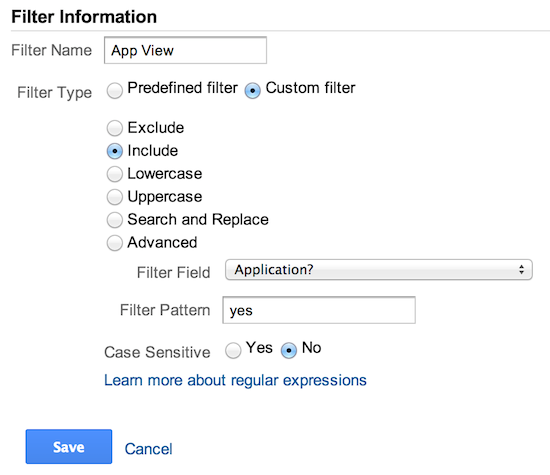 Filter Information
Filter Name App View
Filter Type Predefined filter Custom filter
Exclude
Include
Lowercase
Uppercase
Search and Replace
Advanced
Filter Field Application?
Filter Pattern yes
Case Sensitive Yes No
Learn more about regular expressions
Save Cancel